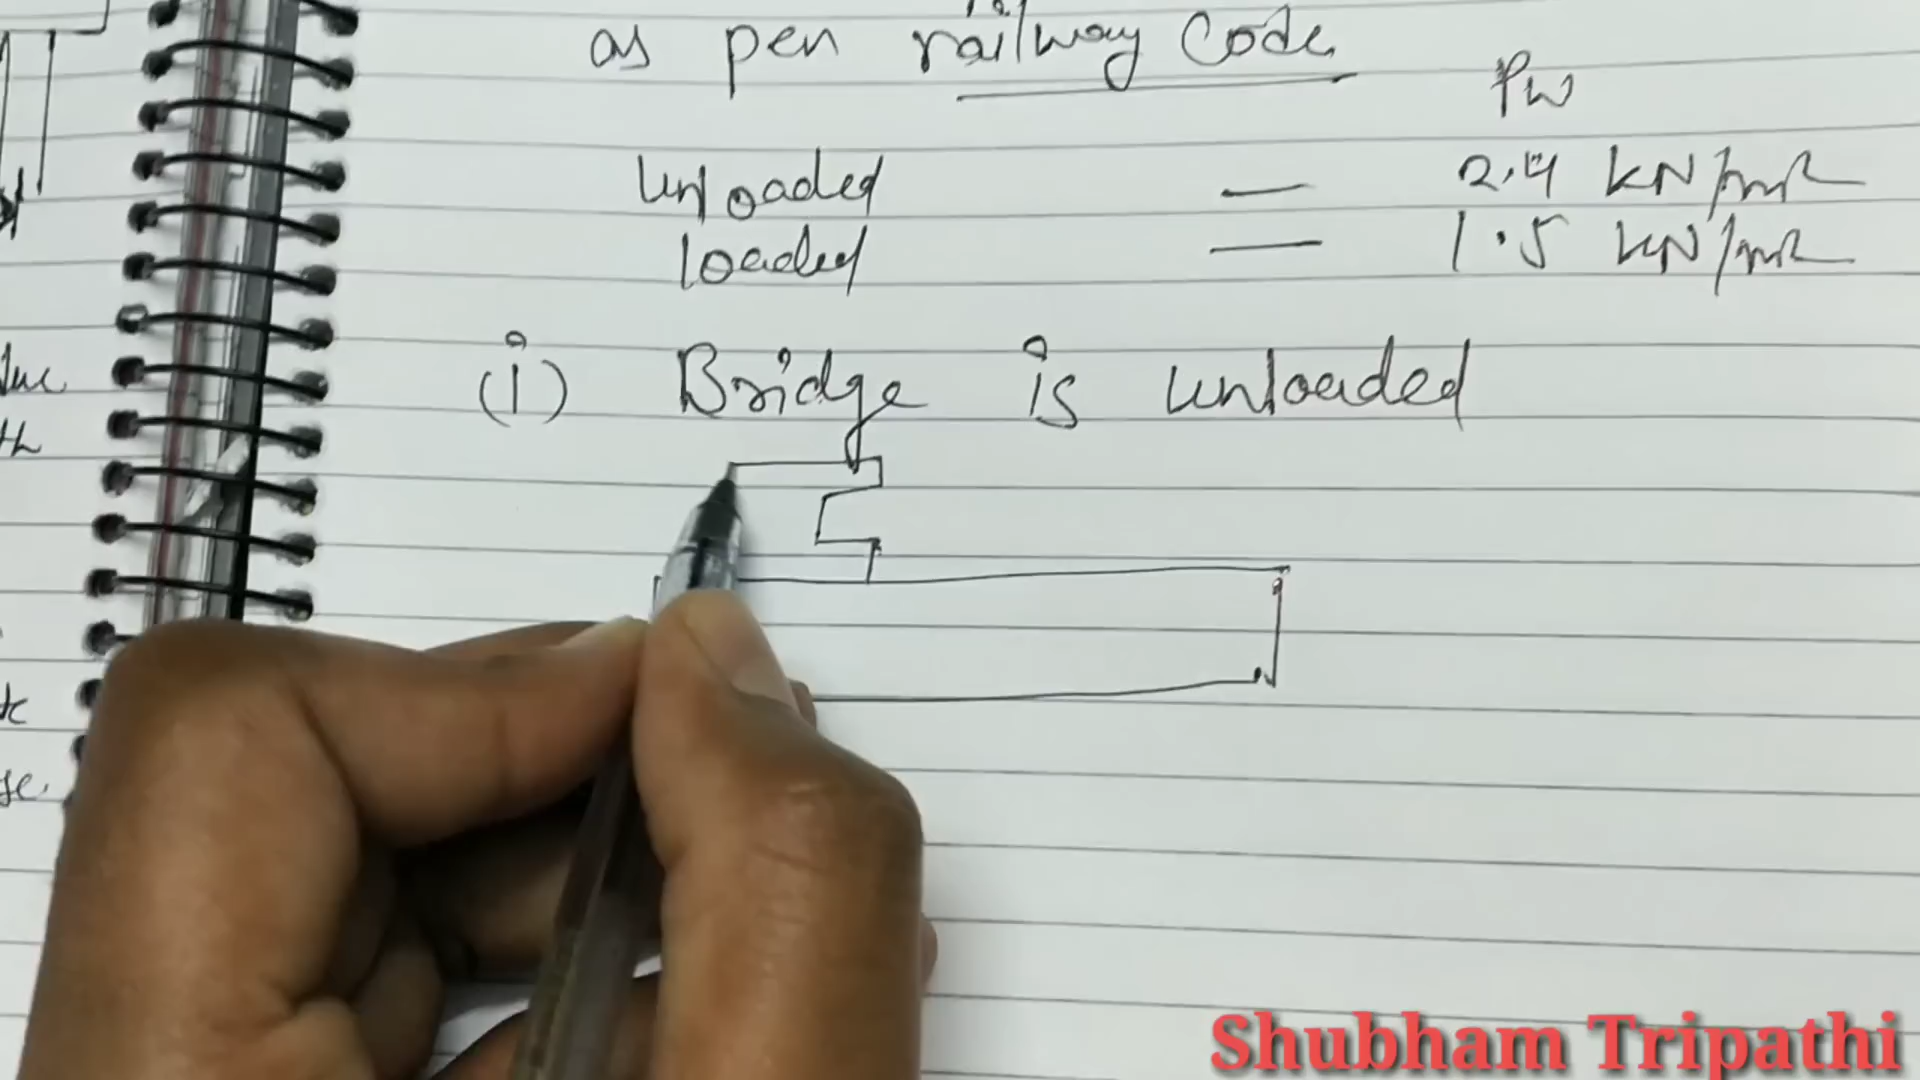 as per railway Code
Pw
unloaded — 2.4 kN/m2
loaded — 1.5 kN/m2
(i) Bridge is unloaded
Shubham Tripathi